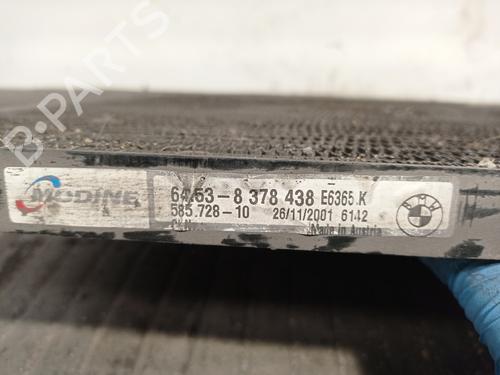 B-PARTS
MODINE
64.53-8 378 438 E6365.K
585.728-10 26/11/2001 6142
Made in Austria
BMW